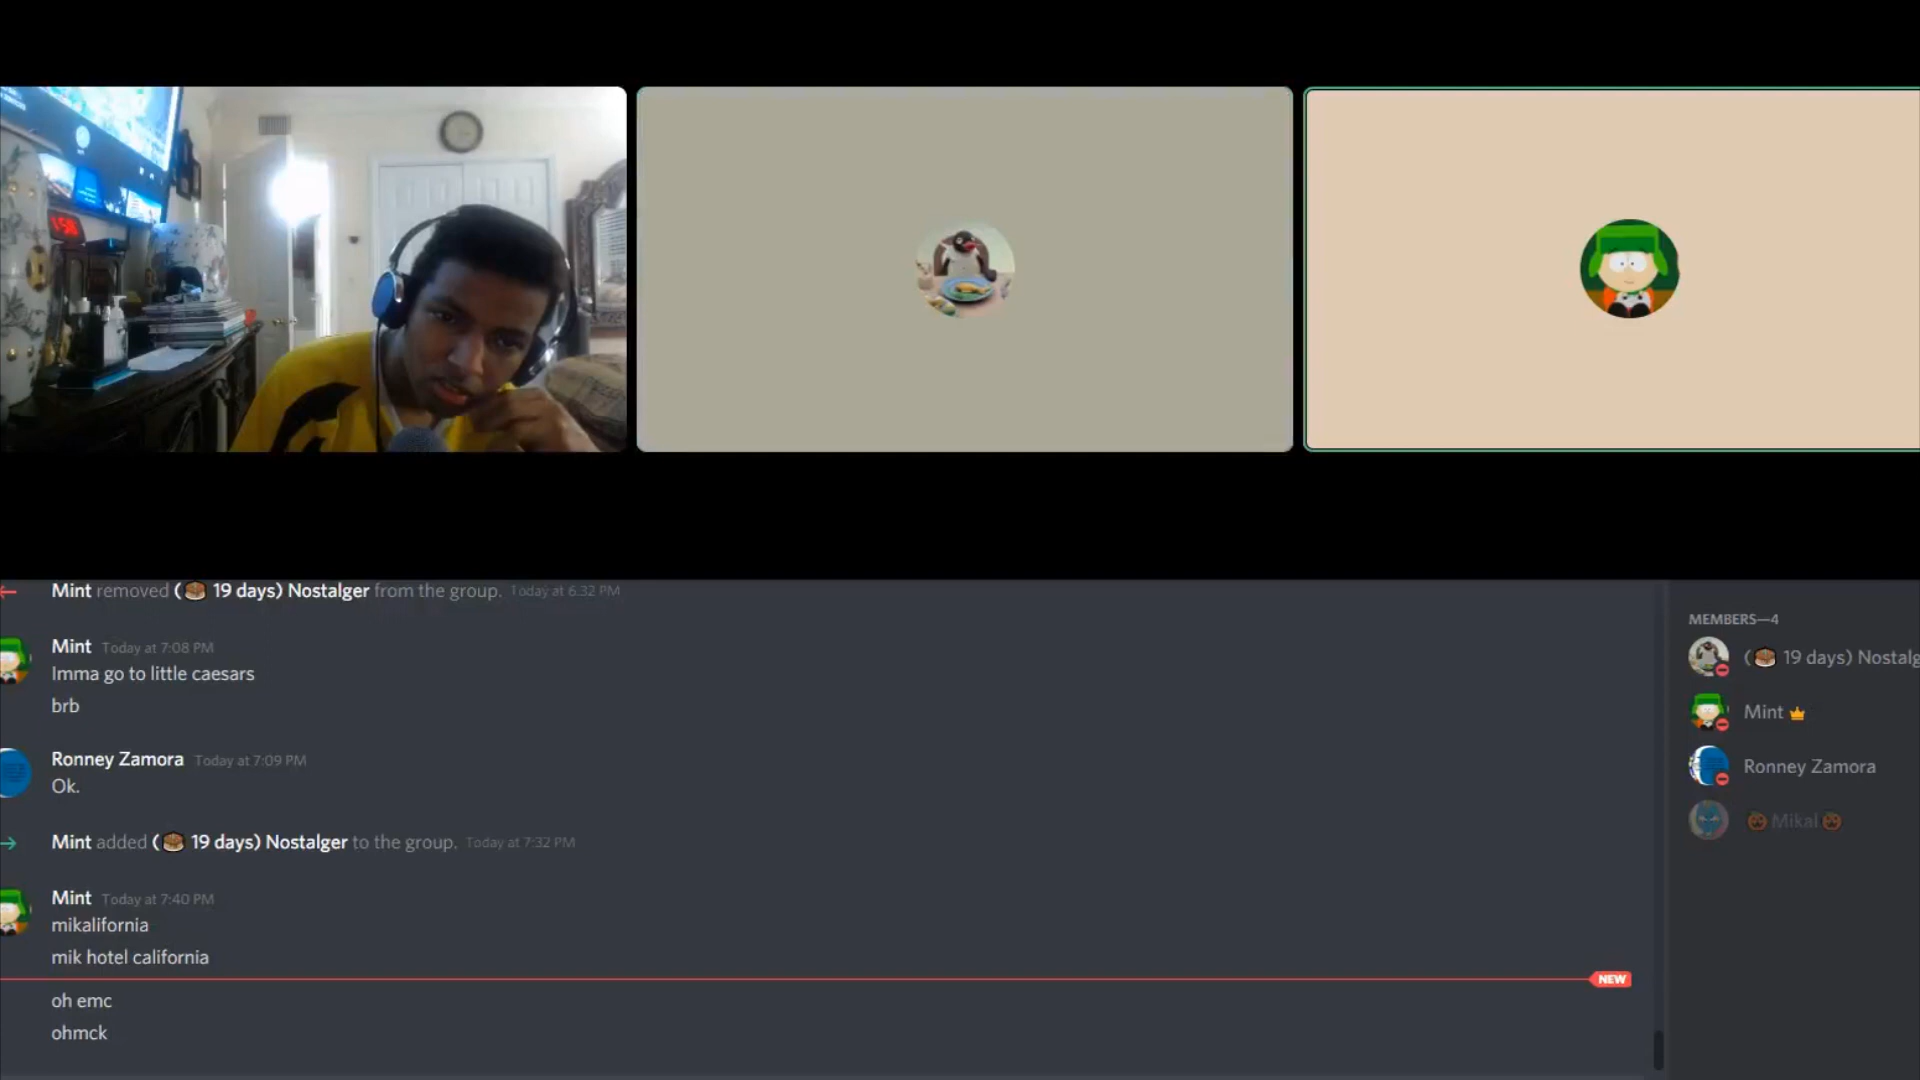 Mint removed ( 19 days) Nostalger from the group. Today at 6:32 PM
Mint Today at 7:08 PM
Imma go to little caesars
brb
Ronney Zamora Today at 7:09 PM
Ok.
Mint added ( 19 days) Nostalger to the group. Today at 7:32 PM
Mint Today at 7:40 PM
mikalifornia
mik hotel california
NEW
oh emc
ohmck
MEMBERS—4
( 19 days) Nostalg
Mint
Ronney Zamora
Mikal